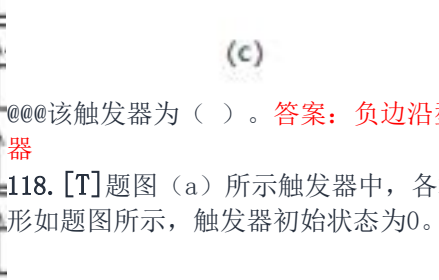 (c)
@@@该触发器为（ ）。答案：负边沿
器
118.[T]题图（a）所示触发器中，各
形如题图所示，触发器初始状态为0。